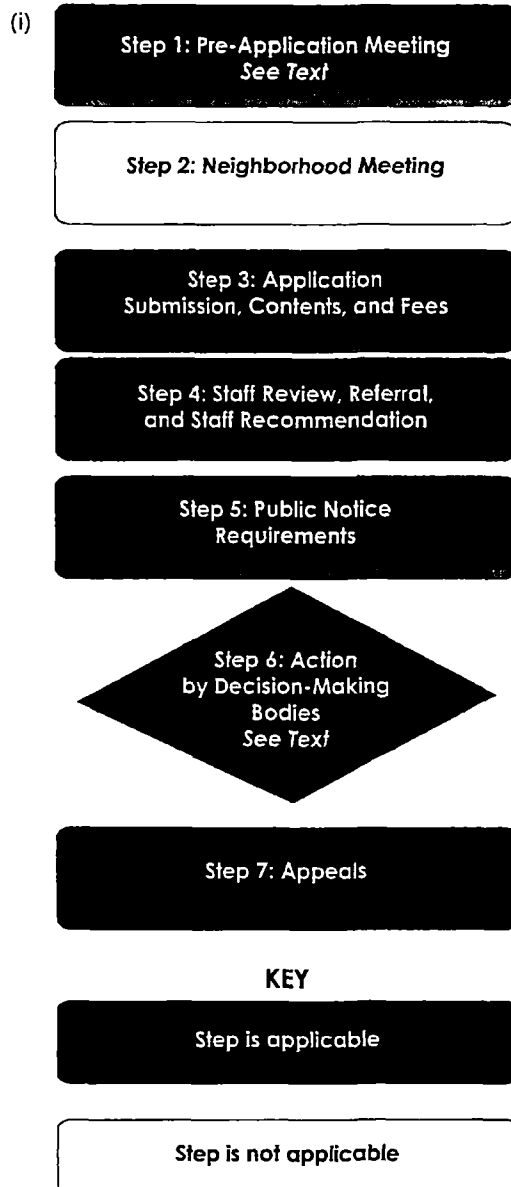 (i)
Step 1: Pre-Application Meeting
See Text
Step 2: Neighborhood Meeting
Step 3: Application
Submission, Contents, and Fees
Step 4: Staff Review, Referral,
and Staff Recommendation
Step 5: Public Notice
Requirements
Step 6: Action
by Decision-Making
Bodies
See Text
Step 7: Appeals
KEY
Step is applicable
Step is not applicable